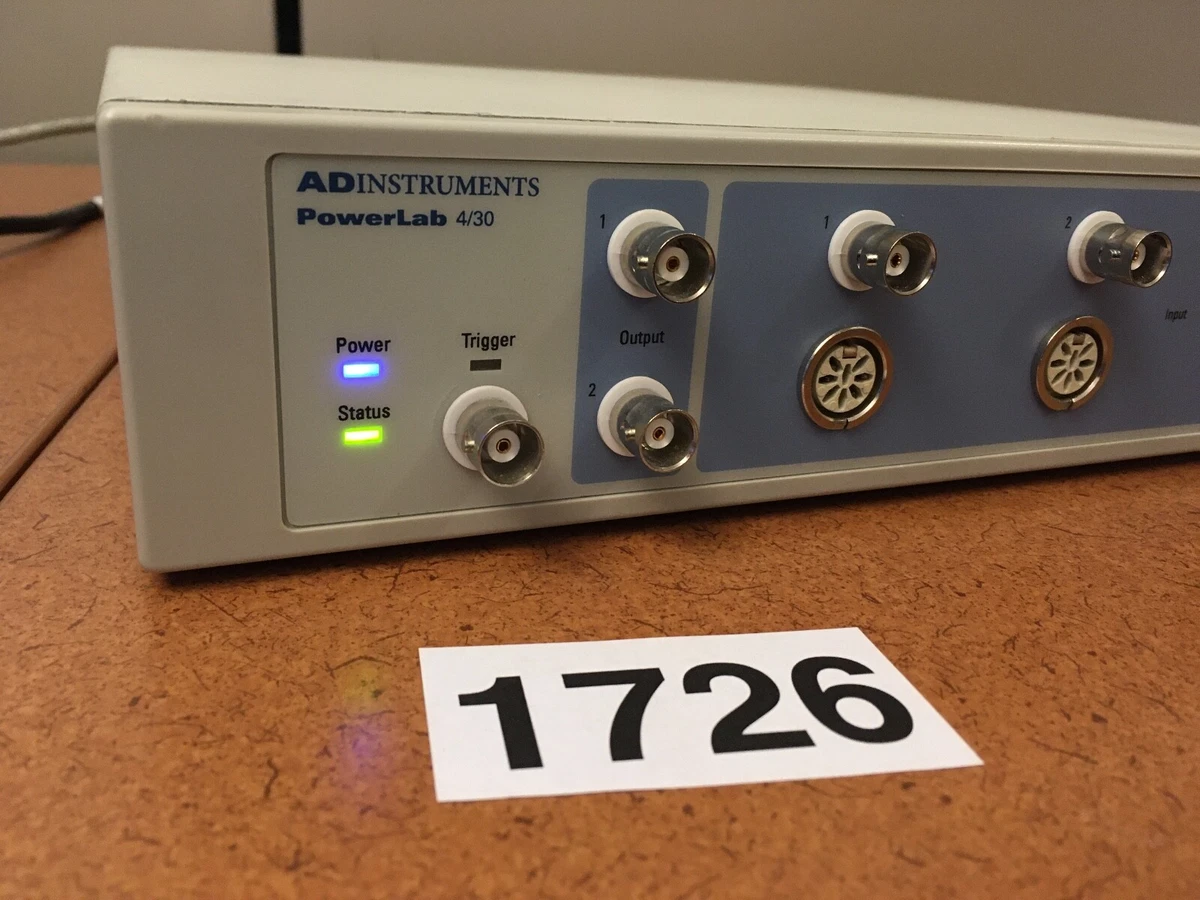 ADINSTRUMENTS
PowerLab 4/30
Power
Status
Trigger
1
Output
2
1
2
Input
1726